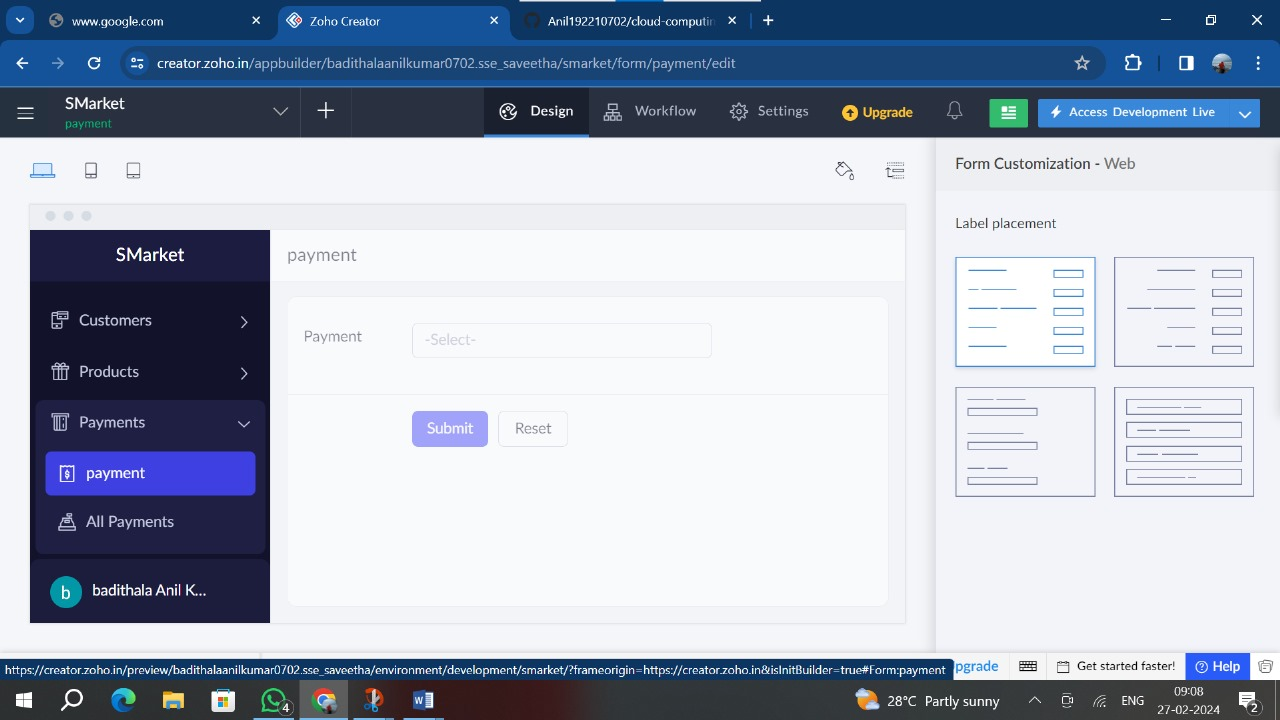 www.google.com
Zoho Creator
Anil192210702/cloud-computin
creator.zoho.in/appbuilder/badithalaanilkumar0702.sse_saveetha/smarket/form/payment/edit
SMarket
payment
Design
Workflow
Settings
Upgrade
Access Development Live
Form Customization - Web
Label placement
SMarket
payment
Customers
Payment
-Select-
Products
Payments
Submit
Reset
payment
All Payments
b
badithala Anil K...
https://creator.zoho.in/preview/badithalaanilkumar0702.sse_saveetha/environment/development/smarket/?frameorigin=https://creator.zoho.in&isInitBuilder=true#Form:payment
pgrade
Get started faster!
Help
4
28°C Partly sunny
ENG
09:08
27-02-2024
2